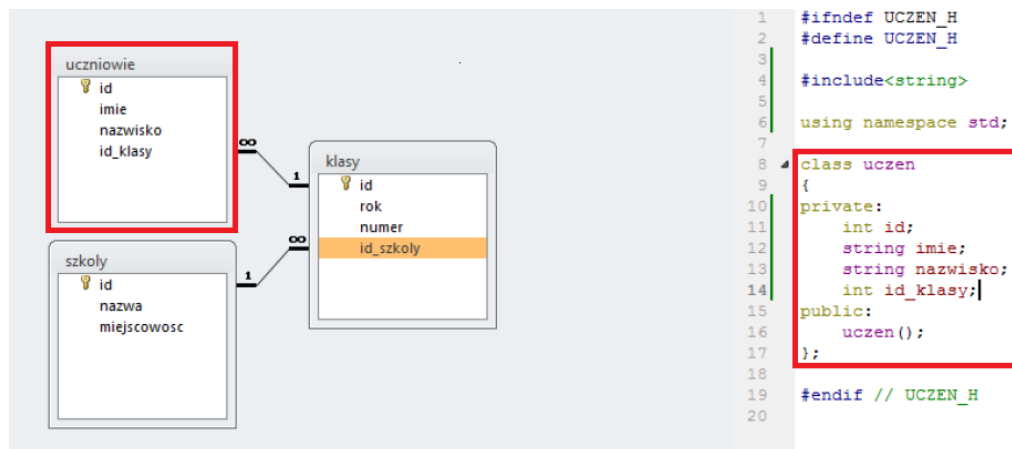 uczniowie
id
imie
nazwisko
id_klasy
∞
1
klasy
id
rok
numer
id_szkoly
∞
1
szkoly
id
nazwa
miejscowosc
1 #ifndef UCZEN_H
2 #define UCZEN_H
3
4 #include<string>
5
6 using namespace std;
7
8 class uczen
9 {
10 private:
11 int id;
12 string imie;
13 string nazwisko;
14 int id_klasy;
15 public:
16 uczen();
17 };
18
19 #endif // UCZEN_H
20